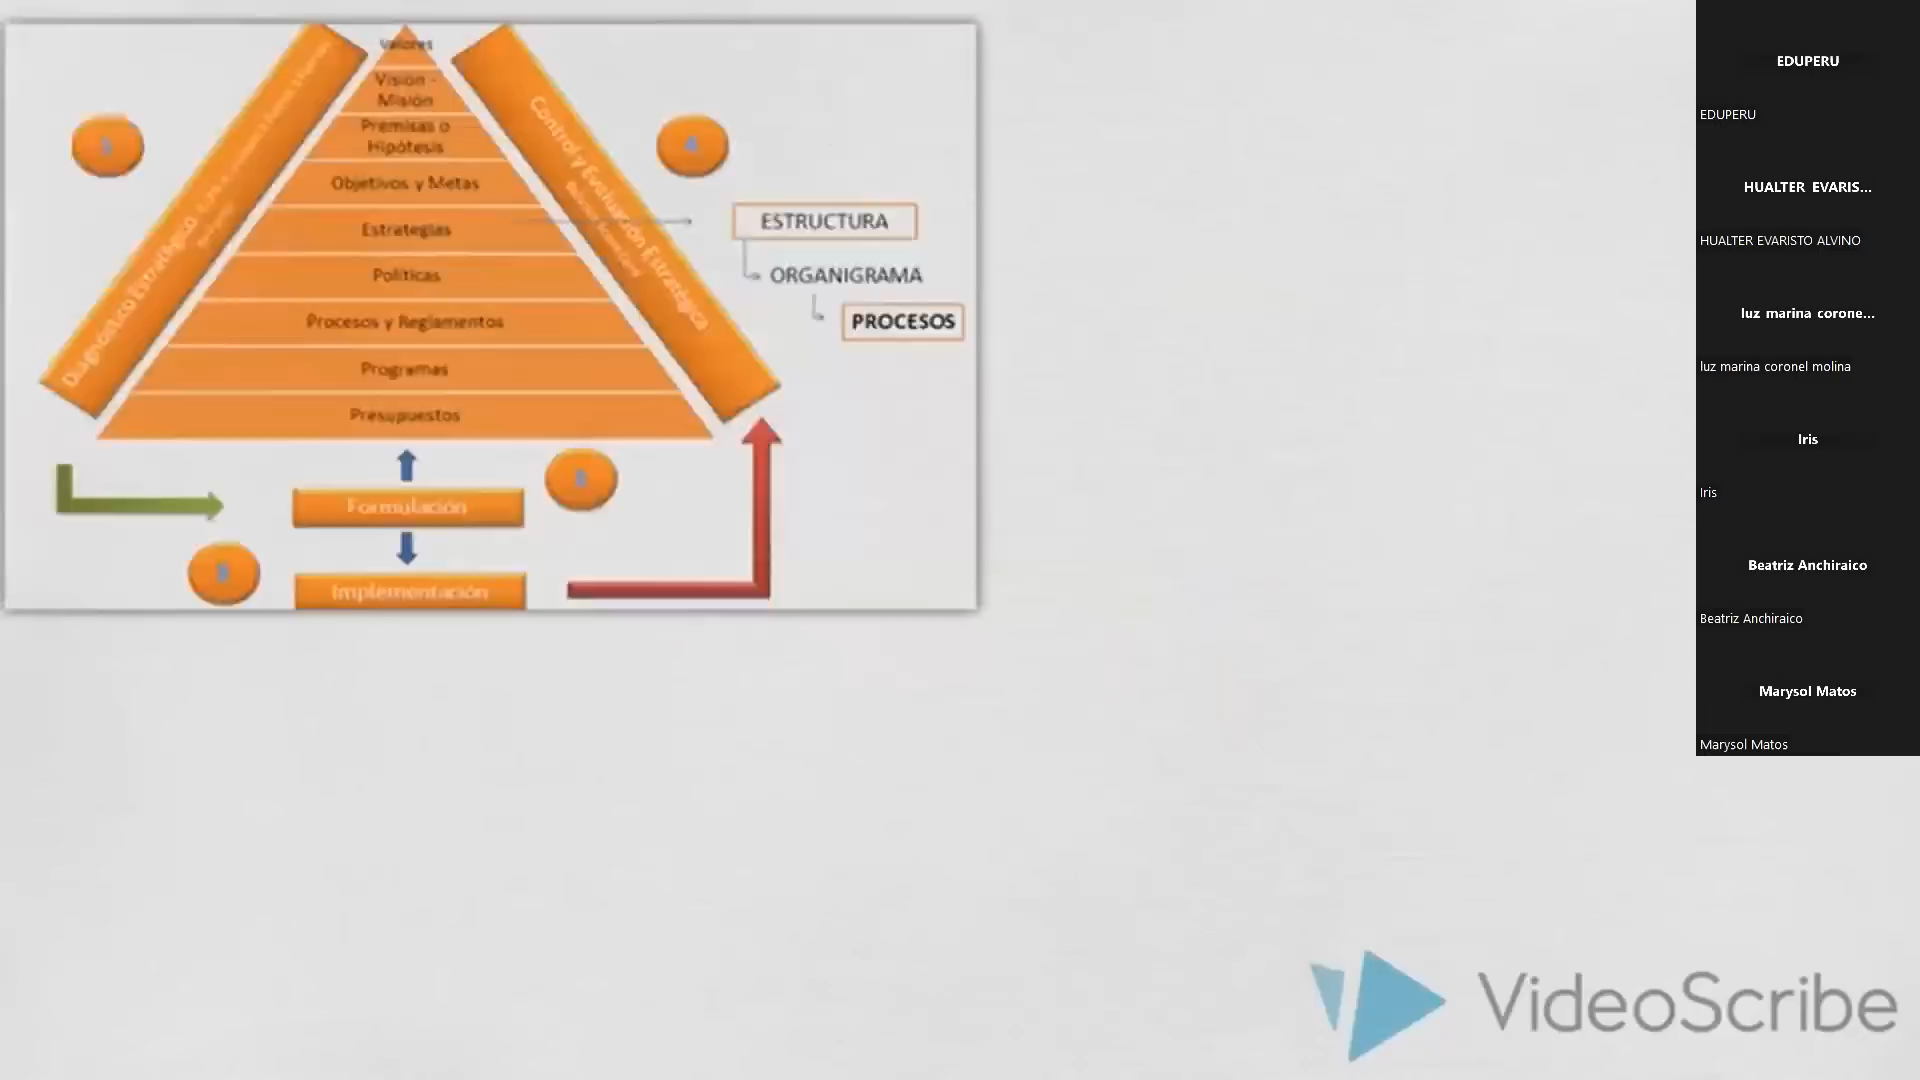 Valores
Visión -
Misión
Premisas o
Hipótesis
Objetivos y Metas
Estrategias
Políticas
Procesos y Reglamentos
Programas
Presupuestos
Diagnóstico Estratégico
Control y Evaluación Estratégica
4
ESTRUCTURA
ORGANIGRAMA
PROCESOS
Formulación
Implementación
EDUPERU
EDUPERU
HUALTER EVARIS...
HUALTER EVARISTO ALVINO
luz marina corone...
luz marina coronel molina
Iris
Iris
Beatriz Anchiraico
Beatriz Anchiraico
Marysol Matos
Marysol Matos
VideoScribe